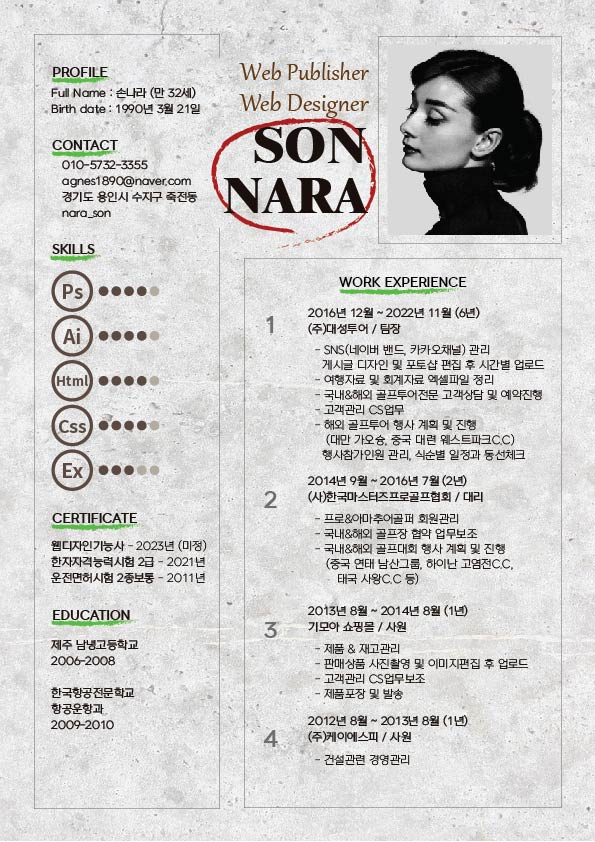 PROFILE
Full Name : 손나라 (만 32세)
Birth date : 1990년 3월 21일
CONTACT
010-5732-3355
agnes1890@naver.com
경기도 용인시 수지구 죽전동
nara_son
SKILLS
Ps
Ai
Html
Css
Ex
CERTIFICATE
웹디자인기능사 - 2023년 (미정)
한자자격능력시험 2급 - 2021년
운전면허시험 2종보통 - 2011년
EDUCATION
제주 남녕고등학교
2006-2008
한국항공전문학교
항공운항과
2009-2010
Web Publisher
Web Designer
SON
NARA
WORK EXPERIENCE
1
2016년 12월 ~ 2022년 11월 (6년)
(주)대성투어 / 팀장
- SNS(네이버 밴드, 카카오채널) 관리
게시글 디자인 및 포토샵 편집 후 시간별 업로드
- 여행자료 및 회계자료 엑셀파일 정리
- 국내&해외 골프투어전문 고객상담 및 예약진행
- 고객관리 CS업무
- 해외 골프투어 행사 계획 및 진행
(대만 가오슝, 중국 대련 웨스트파크C.C)
행사참가인원 관리, 식순별 일정과 동선체크
2
2014년 9월 ~ 2016년 7월 (2년)
(사)한국마스터즈프로골프협회 / 대리
- 프로&아마추어골퍼 회원관리
- 국내&해외 골프장 협약 업무보조
- 국내&해외 골프대회 행사 계획 및 진행
(중국 연태 남산그룹, 하이난 고염전C.C,
태국 사왕C.C 등)
3
2013년 8월 ~ 2014년 8월 (1년)
기모아 쇼핑몰 / 사원
- 제품 & 재고관리
- 판매상품 사진촬영 및 이미지편집 후 업로드
- 고객관리 CS업무보조
- 제품포장 및 발송
4
2012년 8월 ~ 2013년 8월 (1년)
(주)케이에스피 / 사원
- 건설관련 경영관리